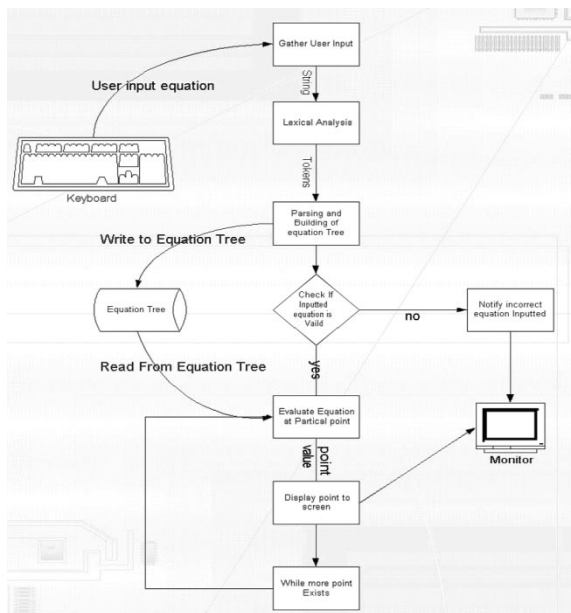 Gather User Input
User input equation
String
Lexical Analysis
Keyboard
Tokens
Parsing and
Building of
equation Tree
Write to Equation Tree
Equation Tree
Check If
Inputted
equation is
Vaild
no
Notify incorrect
equation Inputted
yes
Read From Equation Tree
Evaluate Equation
at Partical point
Monitor
point
value
Display point to
screen
While more point
Exists